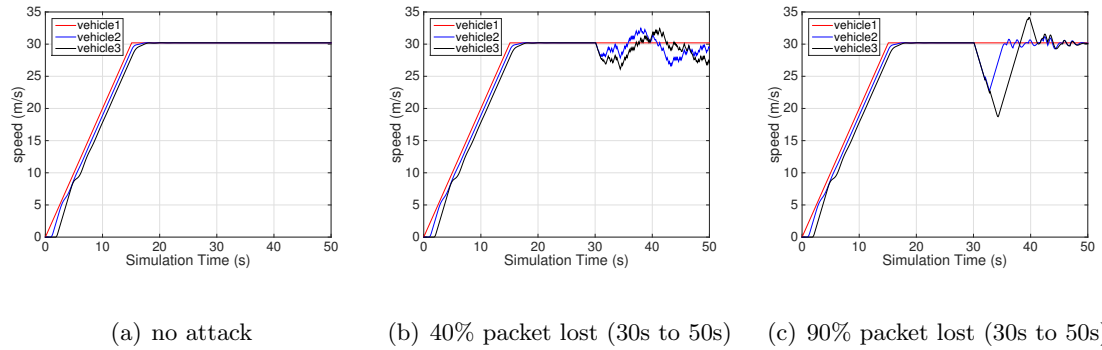 35
30
25
20
15
10
5
0
speed (m/s)
vehicle1
vehicle2
vehicle3
0 10 20 30 40 50
Simulation Time (s)
(a) no attack
35
30
25
20
15
10
5
0
speed (m/s)
vehicle1
vehicle2
vehicle3
0 10 20 30 40 50
Simulation Time (s)
(b) 40% packet lost (30s to 50s)
35
30
25
20
15
10
5
0
speed (m/s)
vehicle1
vehicle2
vehicle3
0 10 20 30 40 50
Simulation Time (s)
(c) 90% packet lost (30s to 50s)